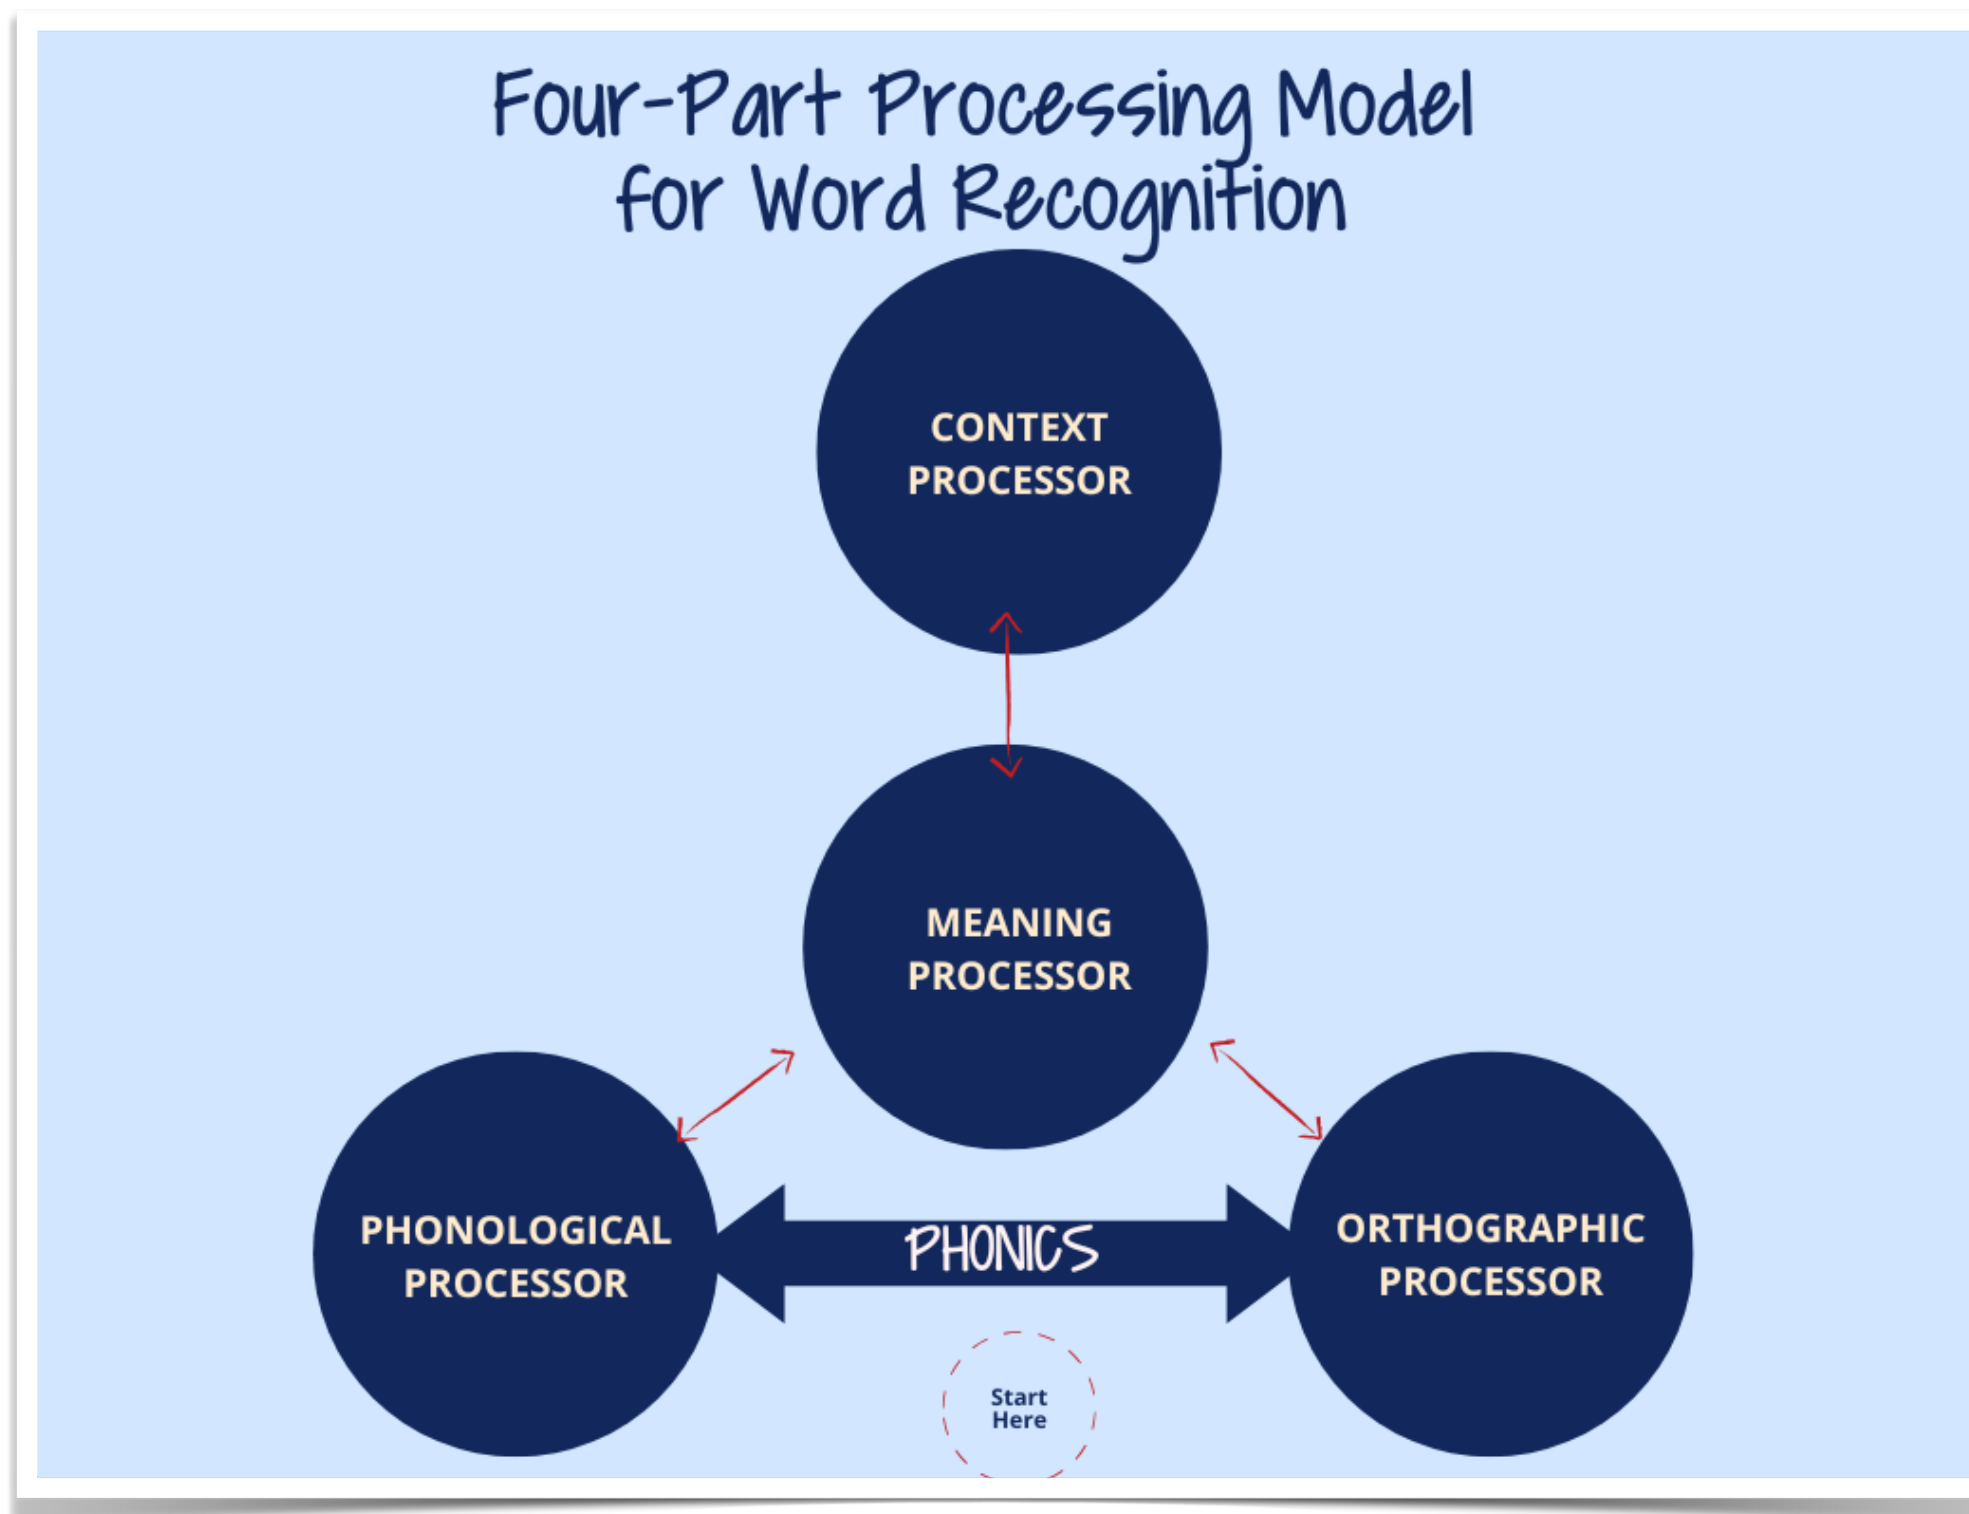 Four-Part Processing Model
for Word Recognition
CONTEXT
PROCESSOR
MEANING
PROCESSOR
PHONOLOGICAL
PROCESSOR
PHONICS
ORTHOGRAPHIC
PROCESSOR
Start
Here